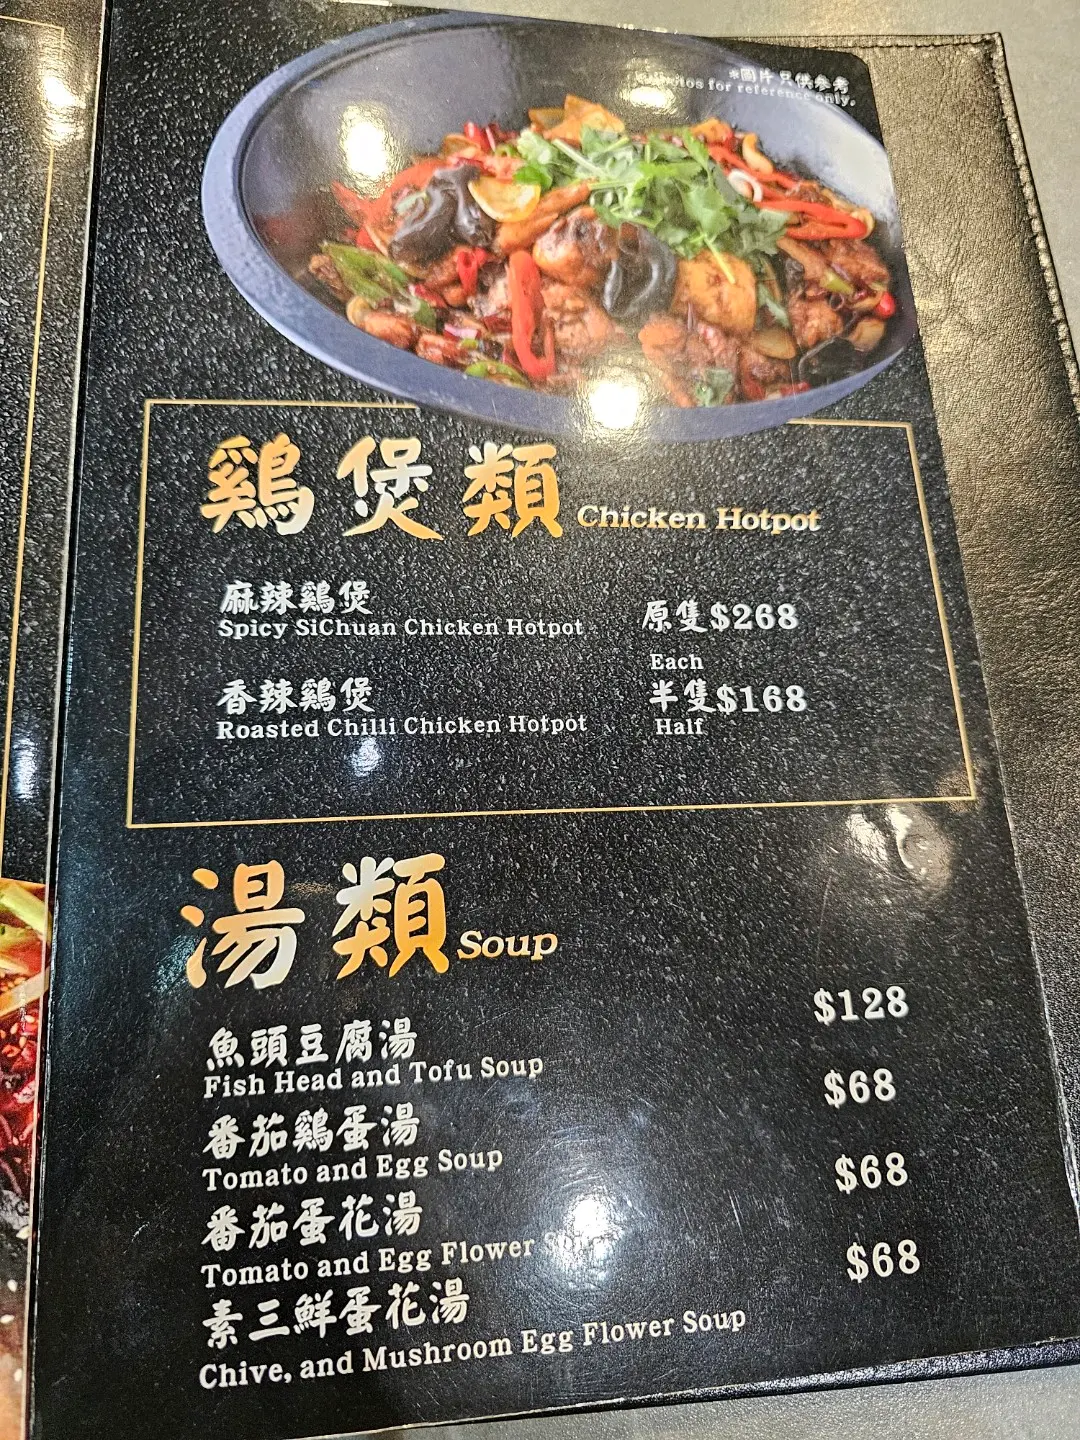 *圖片只供參考
for reference only.
鷄煲類 Chicken Hotpot
麻辣鷄煲
Spicy SiChuan Chicken Hotpot
原隻$268
Each
香辣鷄煲
Roasted Chilli Chicken Hotpot
半隻$168
Half
湯類 Soup
魚頭豆腐湯 $128
Fish Head and Tofu Soup
番茄鷄蛋湯 $68
Tomato and Egg Soup
番茄蛋花湯 $68
Tomato and Egg Flower
素三鮮蛋花湯 $68
Chive, and Mushroom Egg Flower Soup